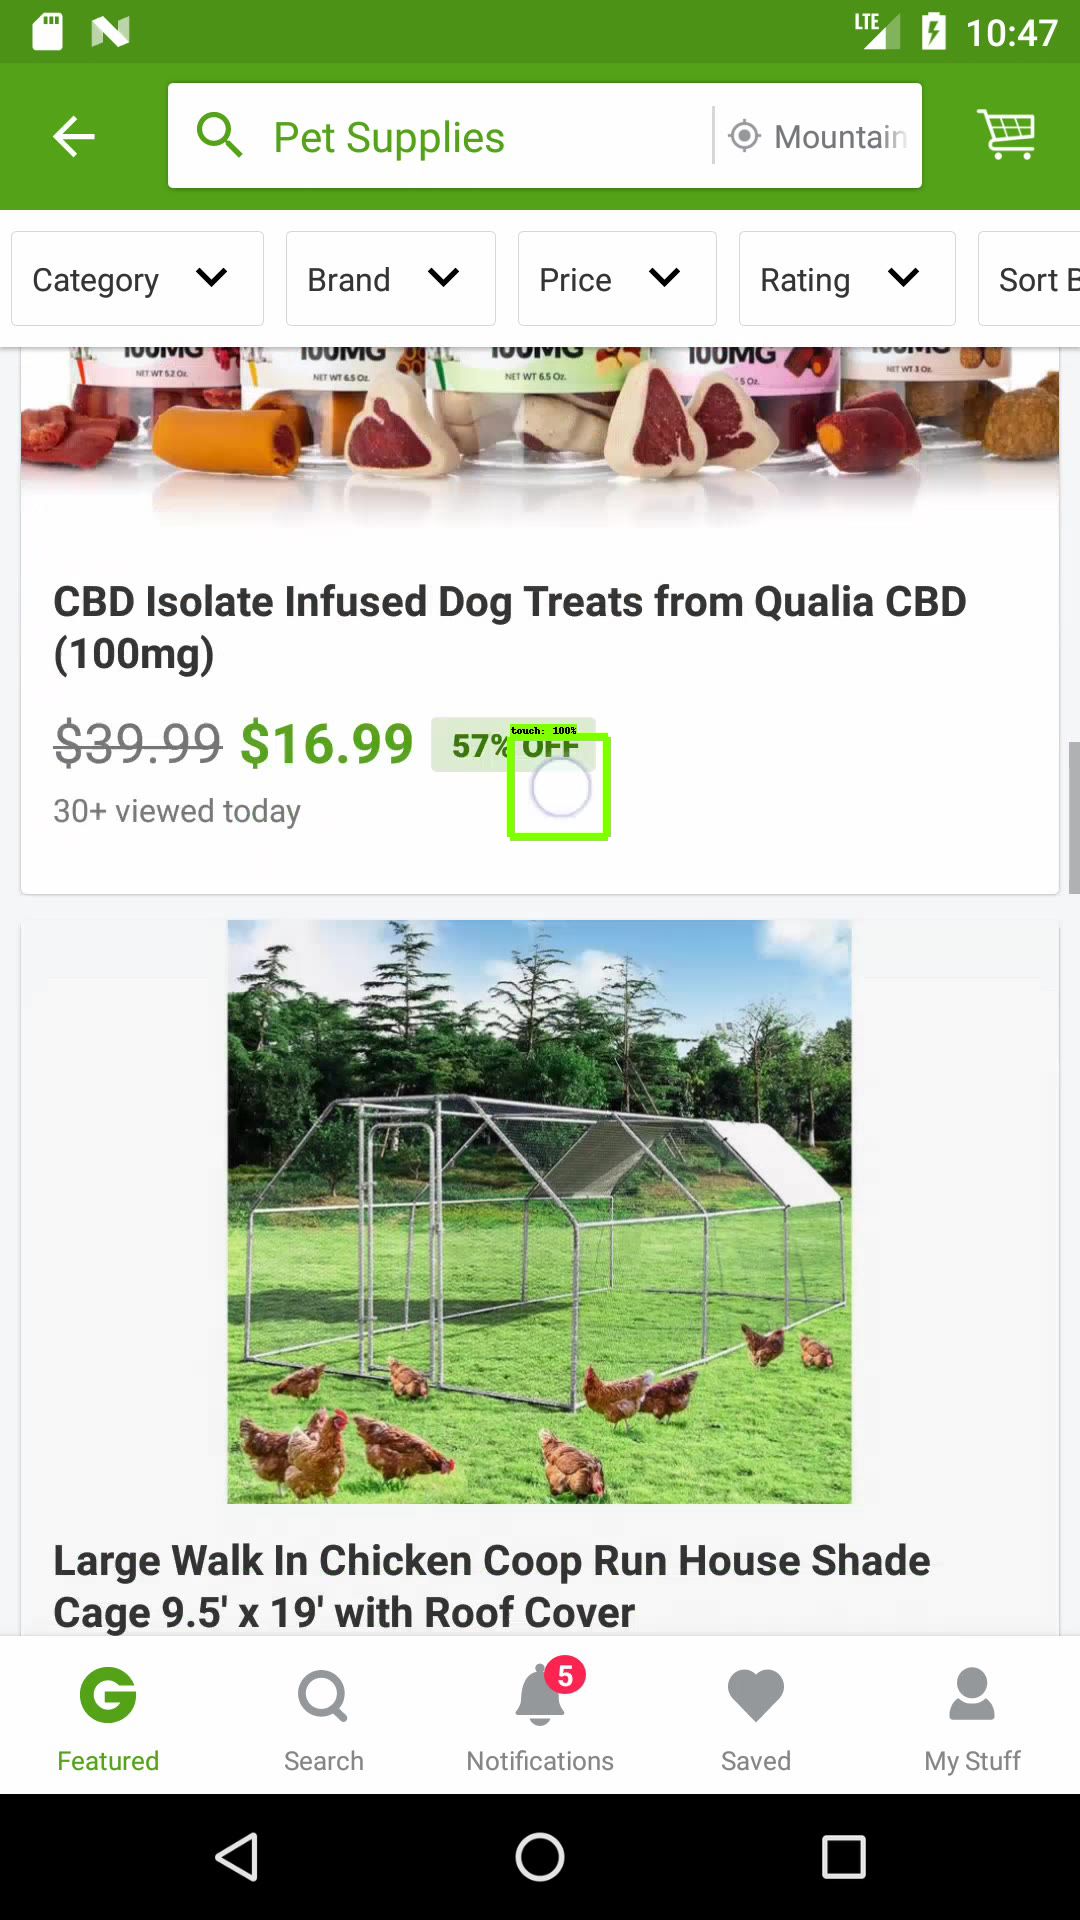 LTE 10:47
Pet Supplies Mountain
Category Brand Price Rating Sort B
100MG 100MG 100MG 100MG 100MG
NET WT 5.2 OZ. NET WT 6.5 OZ. NET WT 6.5 OZ. 5 OZ. NET WT 3 OZ.
CBD Isolate Infused Dog Treats from Qualia CBD
(100mg)
$39.99 $16.99 57% OFF
touch: 100%
30+ viewed today
Large Walk In Chicken Coop Run House Shade
Cage 9.5' x 19' with Roof Cover
5
Featured Search Notifications Saved My Stuff